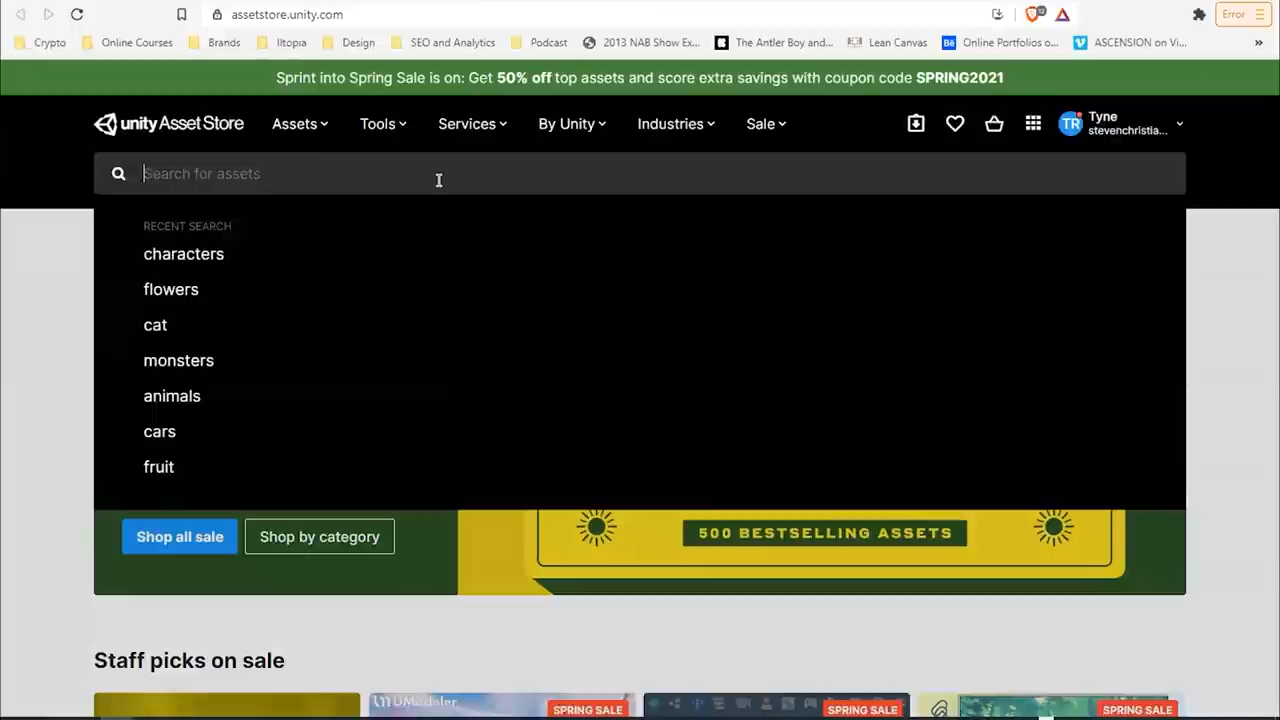 assetstore.unity.com
13
Error
Crypto
Online Courses
Brands
Iltopia
Design
SEO and Analytics
Podcast
2013 NAB Show Ex...
The Antler Boy and...
Lean Canvas
Online Portfolios o...
ASCENSION on Vi...
»
Sprint into Spring Sale is on: Get 50% off top assets and score extra savings with coupon code SPRING2021
unity Asset Store
Assets
Tools
Services
By Unity
Industries
Sale
TR
Tyne
stevenchristia...
Search for assets
RECENT SEARCH
characters
flowers
cat
monsters
animals
cars
fruit
Shop all sale
Shop by category
500 BESTSELLING ASSETS
Staff picks on sale
UModeler
SPRING SALE
SPRING SALE
SPRING SALE